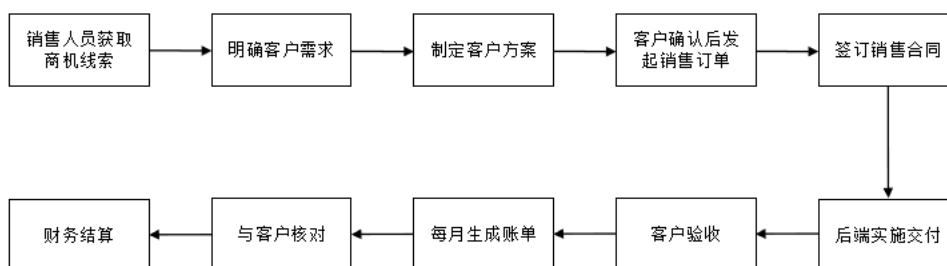 销售人员获取
商机线索
明确客户需求
制定客户方案
客户确认后发
起销售订单
签订销售合同
后端实施交付
客户验收
每月生成账单
与客户核对
财务结算